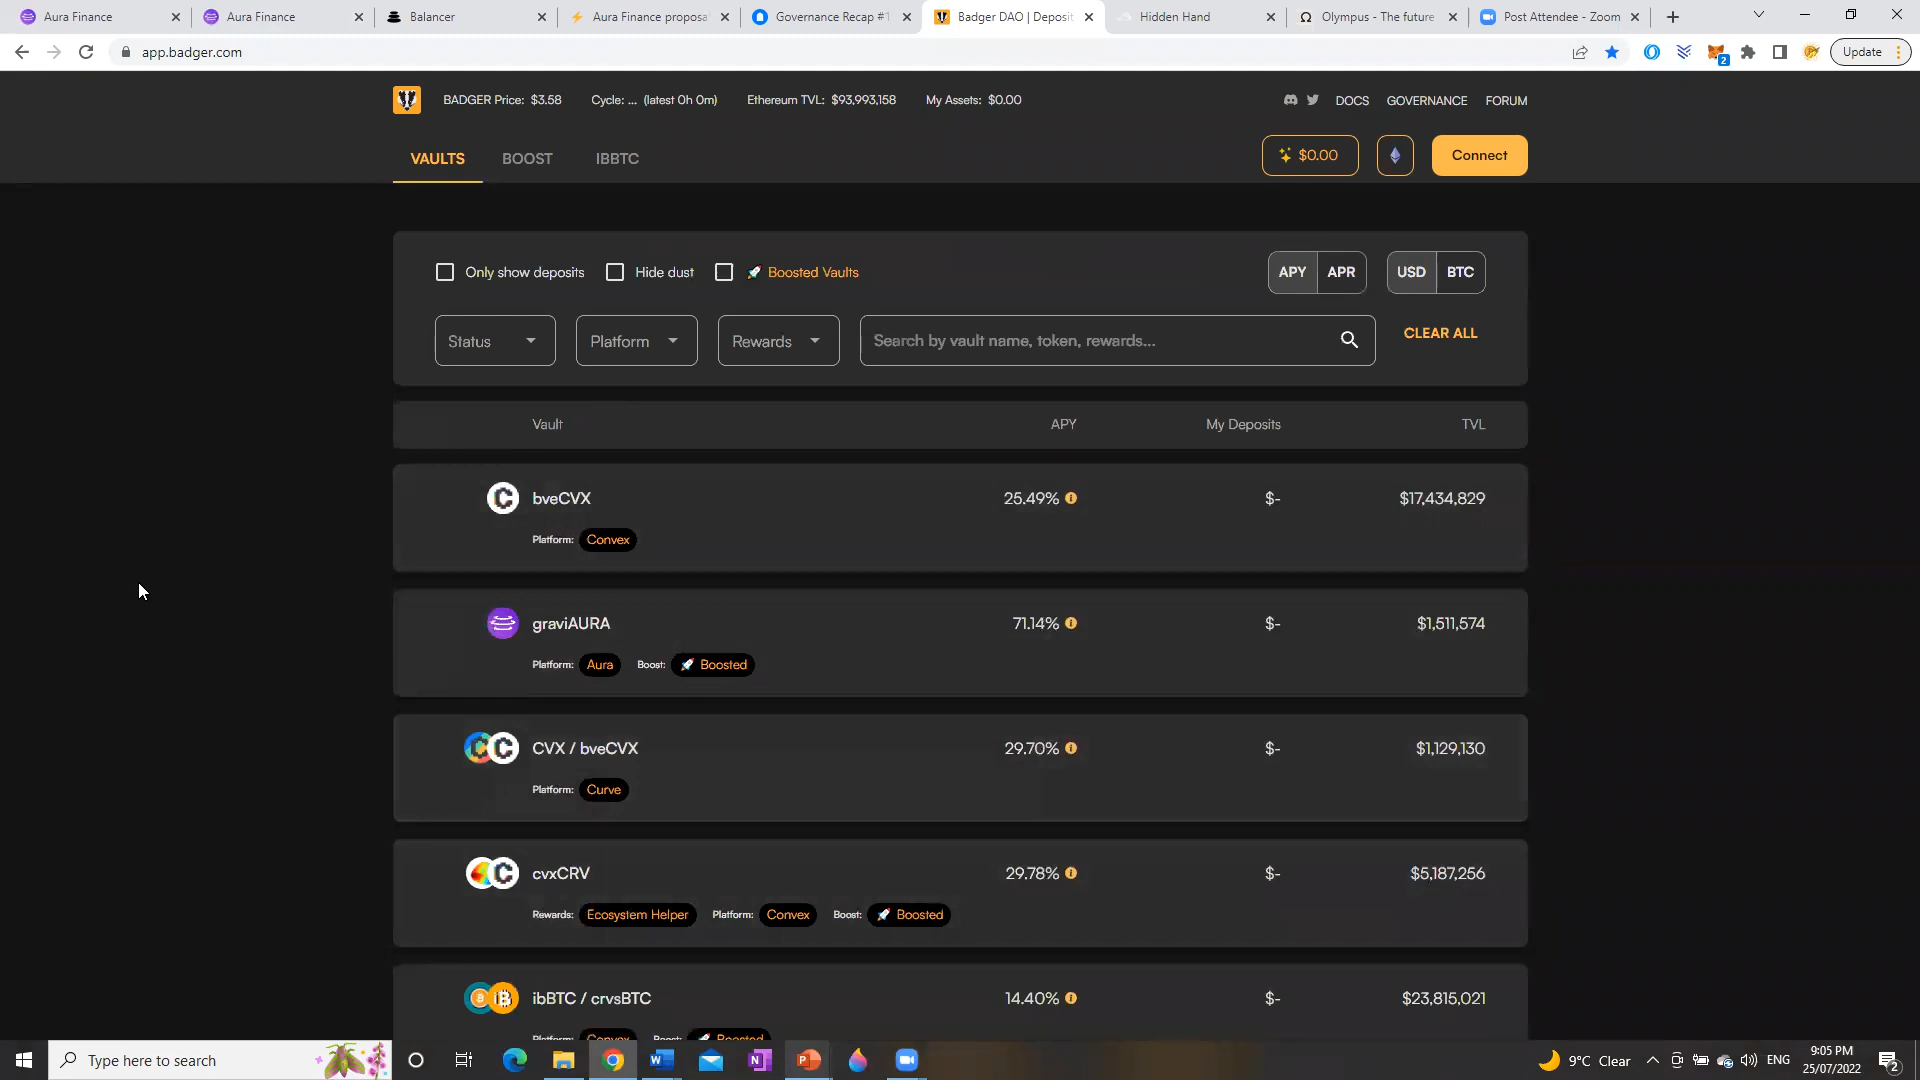 Aura Finance
Aura Finance
Balancer
Aura Finance proposa
Governance Recap #1
Badger DAO | Deposit
Hidden Hand
Olympus - The future
Post Attendee - Zoom
app.badger.com
2
Update
BADGER Price: $3.58
Cycle: ... (latest 0h 0m)
Ethereum TVL: $93,993,158
My Assets: $0.00
DOCS
GOVERNANCE
FORUM
VAULTS
BOOST
IBBTC
$0.00
Connect
Only show deposits
Hide dust
Boosted Vaults
APY
APR
USD
BTC
Status
Platform
Rewards
Search by vault name, token, rewards...
CLEAR ALL
Vault
APY
My Deposits
TVL
bveCVX
25.49%
$-
$17,434,829
Platform: Convex
graviAURA
71.14%
$-
$1,511,574
Platform: Aura Boost: Boosted
CVX / bveCVX
29.70%
$-
$1,129,130
Platform: Curve
cvxCRV
29.78%
$-
$5,187,256
Rewards: Ecosystem Helper Platform: Convex Boost: Boosted
ibBTC / crvsBTC
14.40%
$-
$23,815,021
Platform: Convex Boost: Boosted
Type here to search
9°C Clear
ENG
9:05 PM
25/07/2022
2